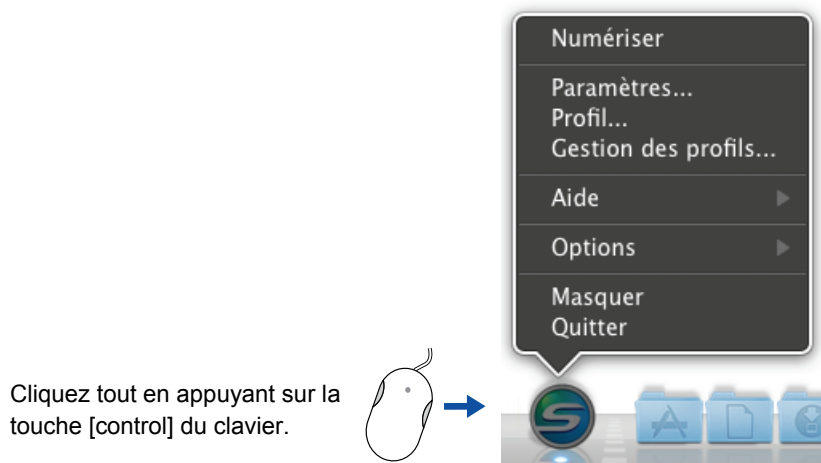 Numériser
Paramètres...
Profil...
Gestion des profils...
Aide
Options
Masquer
Quitter
Cliquez tout en appuyant sur la
touche [control] du clavier.